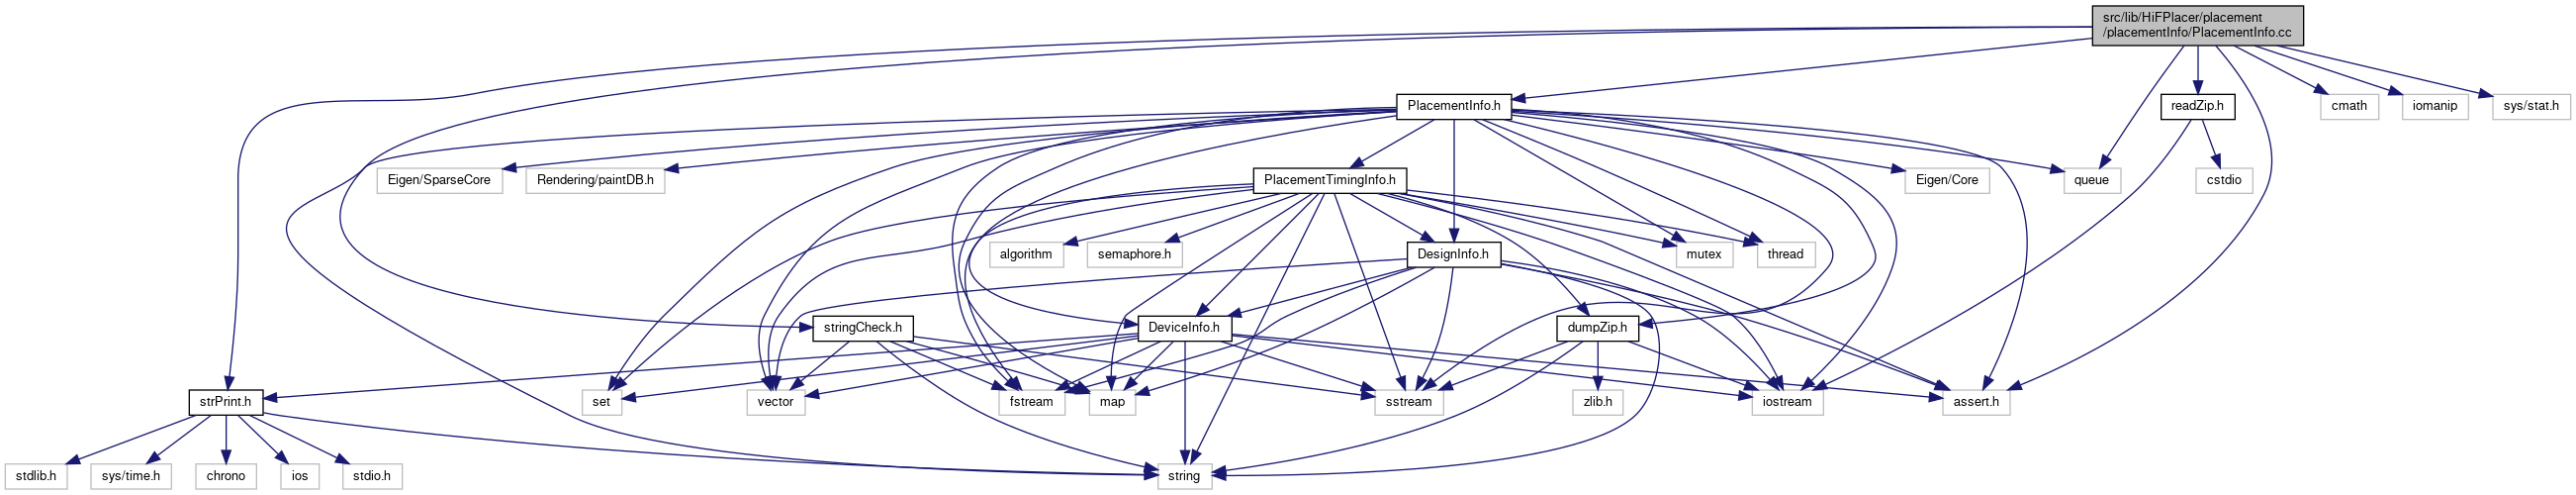 src/lib/HiFPlacer/placement
/placementInfo/PlacementInfo.cc
PlacementInfo.h
readZip.h
cmath
iomanip
sys/stat.h
Eigen/SparseCore
Rendering/paintDB.h
PlacementTimingInfo.h
Eigen/Core
queue
cstdio
algorithm
semaphore.h
DesignInfo.h
mutex
thread
stringCheck.h
DeviceInfo.h
dumpZip.h
strPrint.h
set
vector
fstream
map
sstream
zlib.h
iostream
assert.h
stdlib.h
sys/time.h
chrono
ios
stdio.h
string